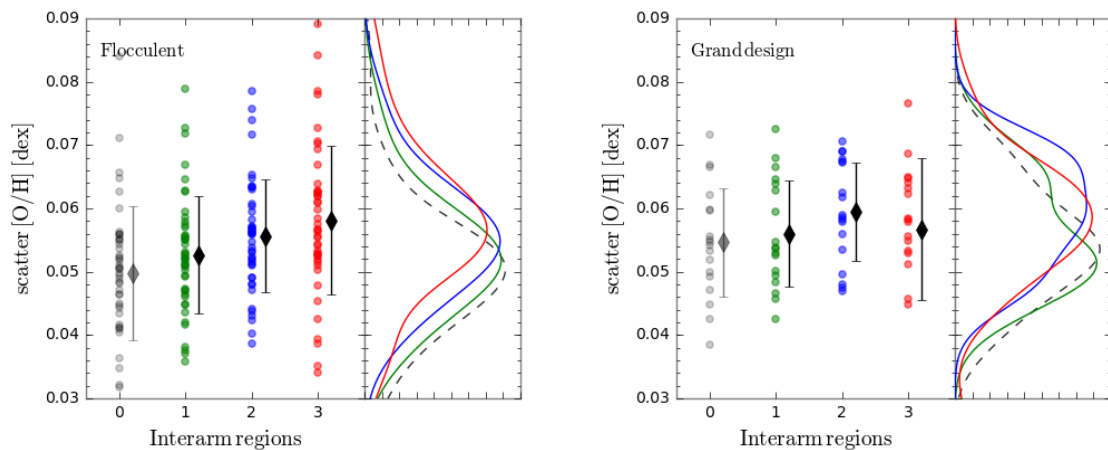 0.09
0.08
0.07
0.06
0.05
0.04
0.03
scatter [O/H] [dex]
Flocculent
0 1 2 3
Interarm regions
0.09
0.08
0.07
0.06
0.05
0.04
0.03
scatter [O/H] [dex]
Grand design
0 1 2 3
Interarm regions